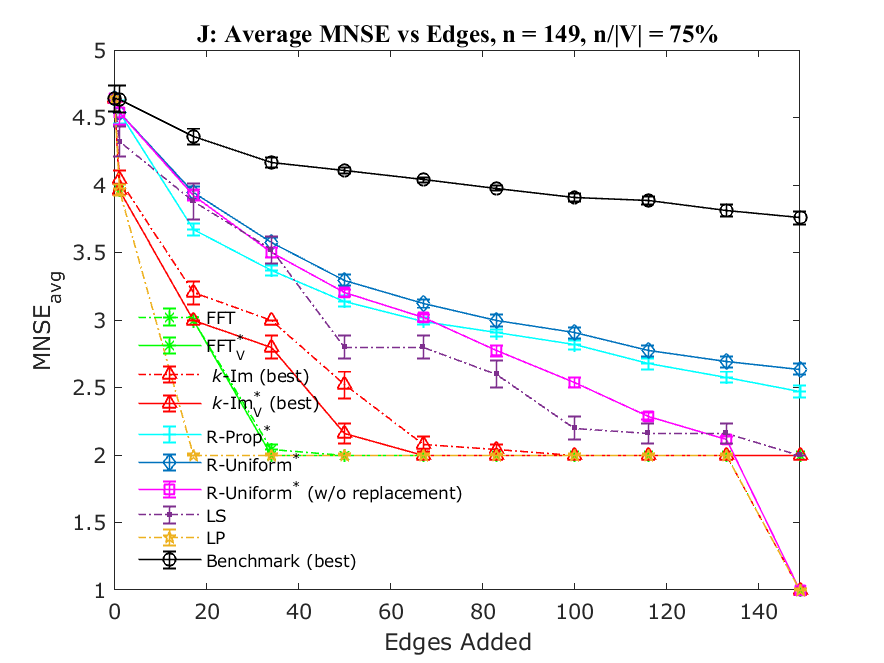 J: Average MNSE vs Edges, n = 149, n/|V| = 75%
5
4.5
4
3.5
3
2.5
2
1.5
1
MNSE_avg
FFT
FFT*_V
k-Im (best)
k-Im*_V (best)
R-Prop*
R-Uniform*
R-Uniform* (w/o replacement)
LS
LP
Benchmark (best)
0 20 40 60 80 100 120 140
Edges Added